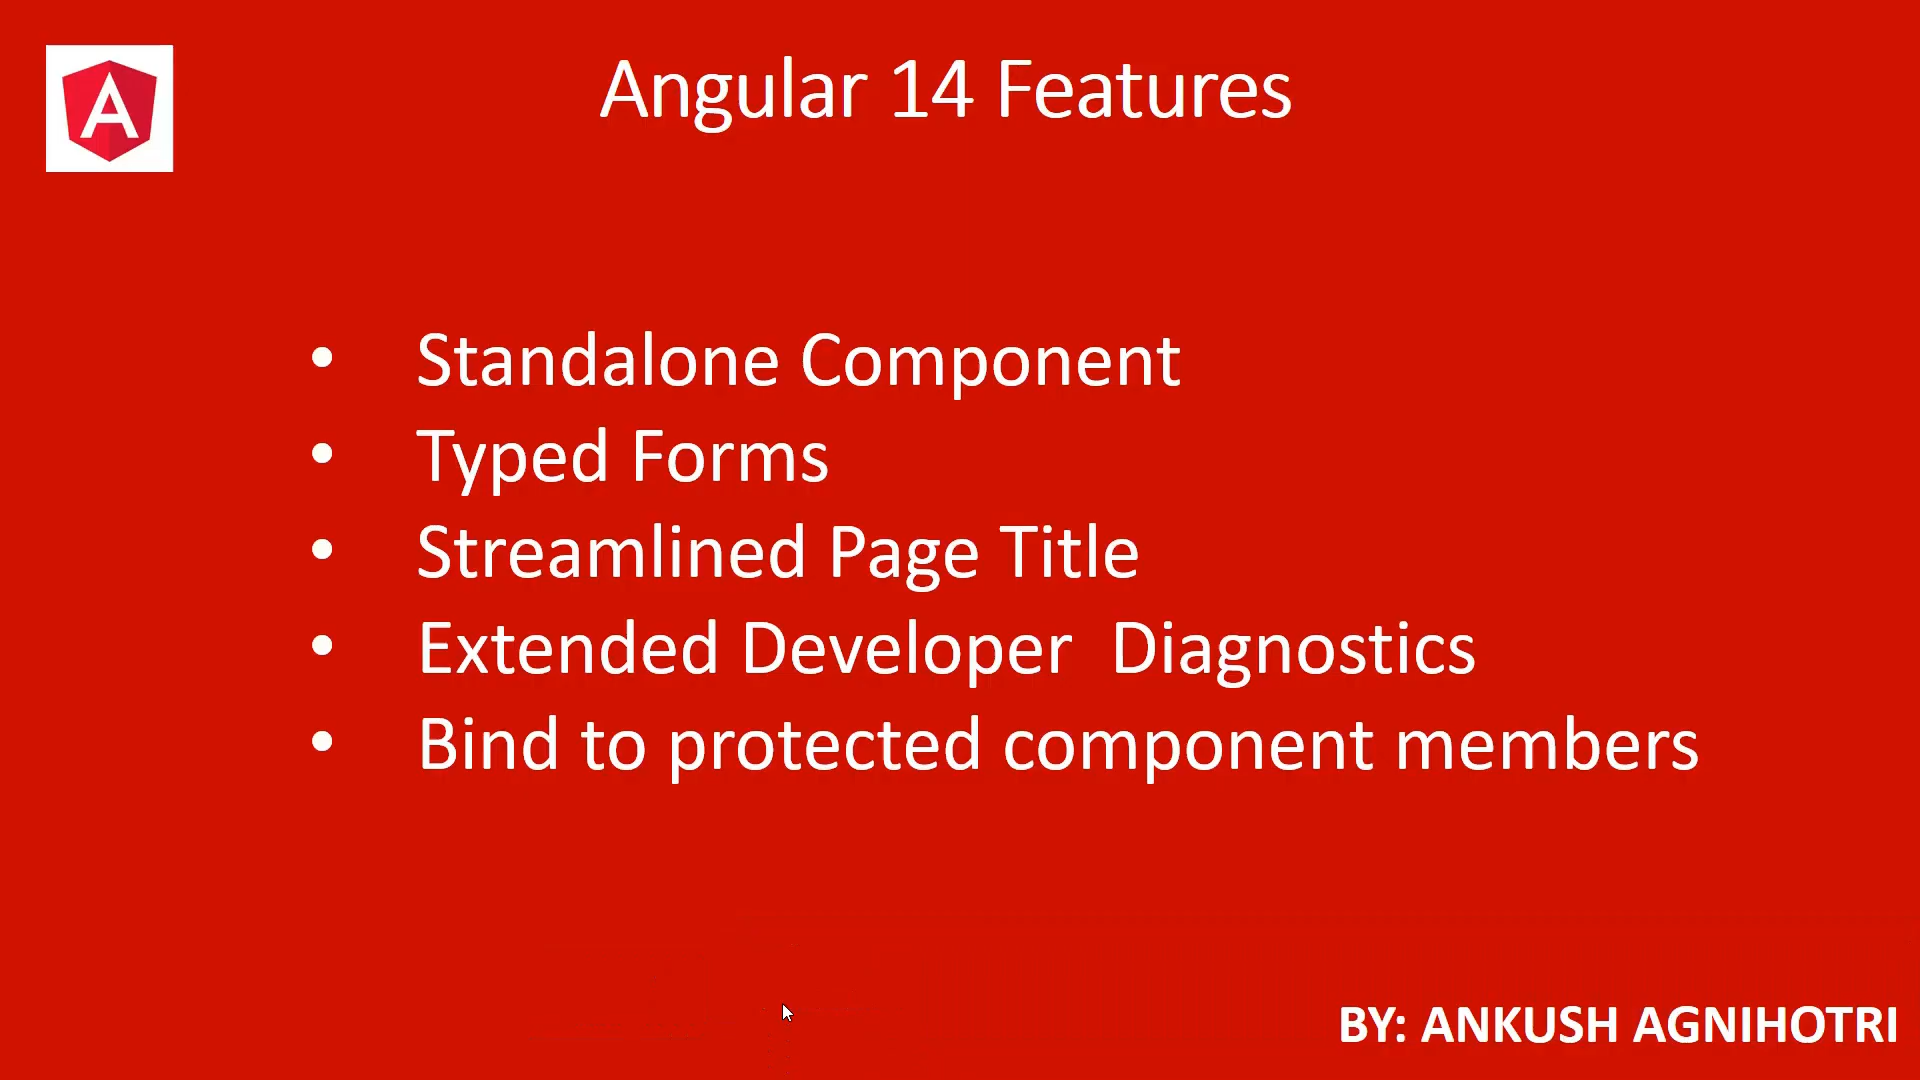 Angular 14 Features
• Standalone Component
• Typed Forms
• Streamlined Page Title
• Extended Developer  Diagnostics
• Bind to protected component members
BY: ANKUSH AGNIHOTRI